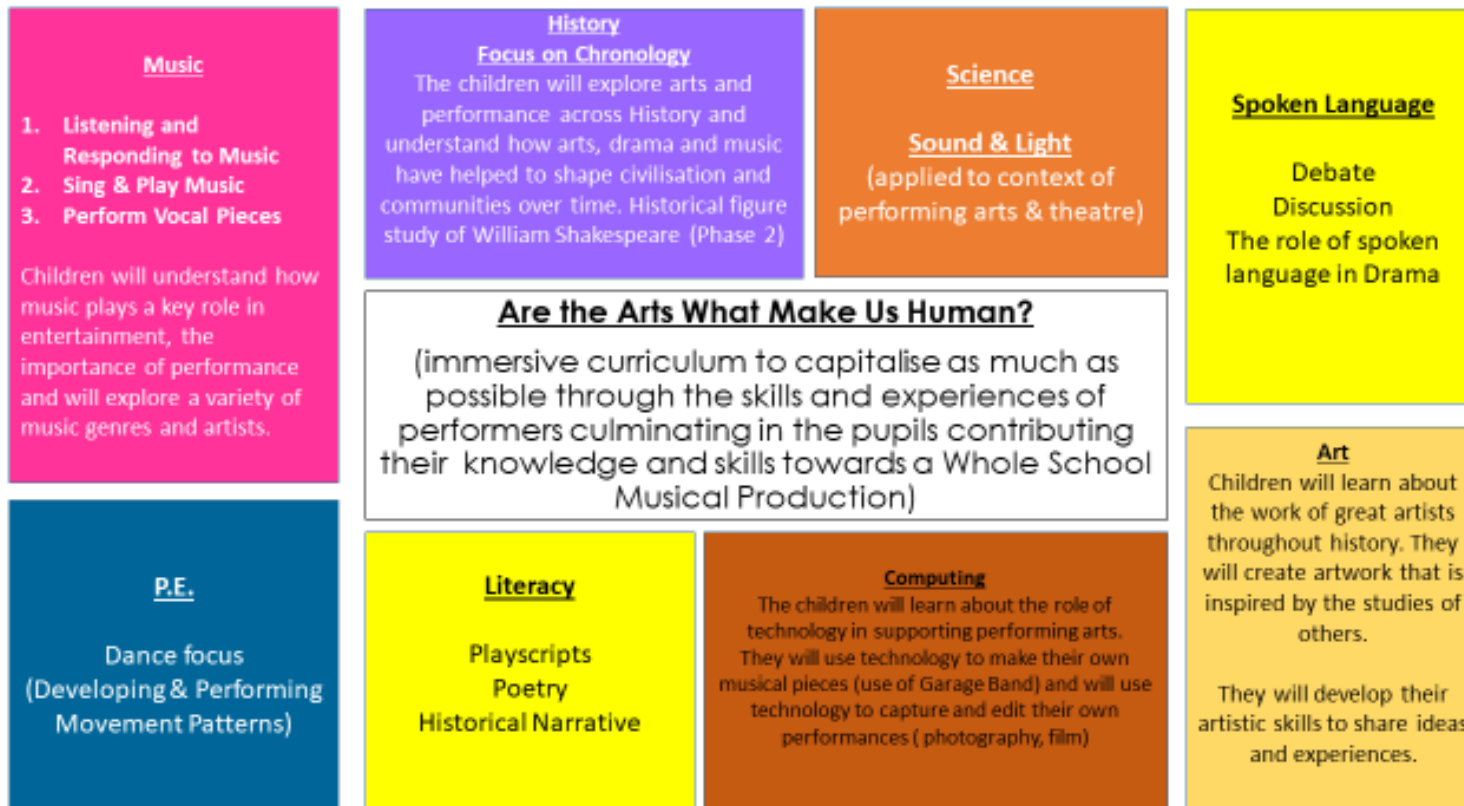 Music
1. Listening and
Responding to Music
2. Sing & Play Music
3. Perform Vocal Pieces
Children will understand how
music plays a key role in
entertainment, the
importance of performance
and will explore a variety of
music genres and artists.
History
Focus on Chronology
The children will explore arts and
performance across History and
understand how arts, drama and music
have helped to shape civilisation and
communities over time. Historical figure
study of William Shakespeare (Phase 2)
Science
Sound & Light
(applied to context of
performing arts & theatre)
Spoken Language
Debate
Discussion
The role of spoken
language in Drama
Are the Arts What Make Us Human?
(immersive curriculum to capitalise as much as
possible through the skills and experiences of
performers culminating in the pupils contributing
their knowledge and skills towards a Whole School
Musical Production)
P.E.
Dance focus
(Developing & Performing
Movement Patterns)
Literacy
Playscripts
Poetry
Historical Narrative
Computing
The children will learn about the role of
technology in supporting performing arts.
They will use technology to make their own
musical pieces (use of Garage Band) and will use
technology to capture and edit their own
performances ( photography, film)
Art
Children will learn about
the work of great artists
throughout history. They
will create artwork that is
inspired by the studies of
others.
They will develop their
artistic skills to share ideas
and experiences.